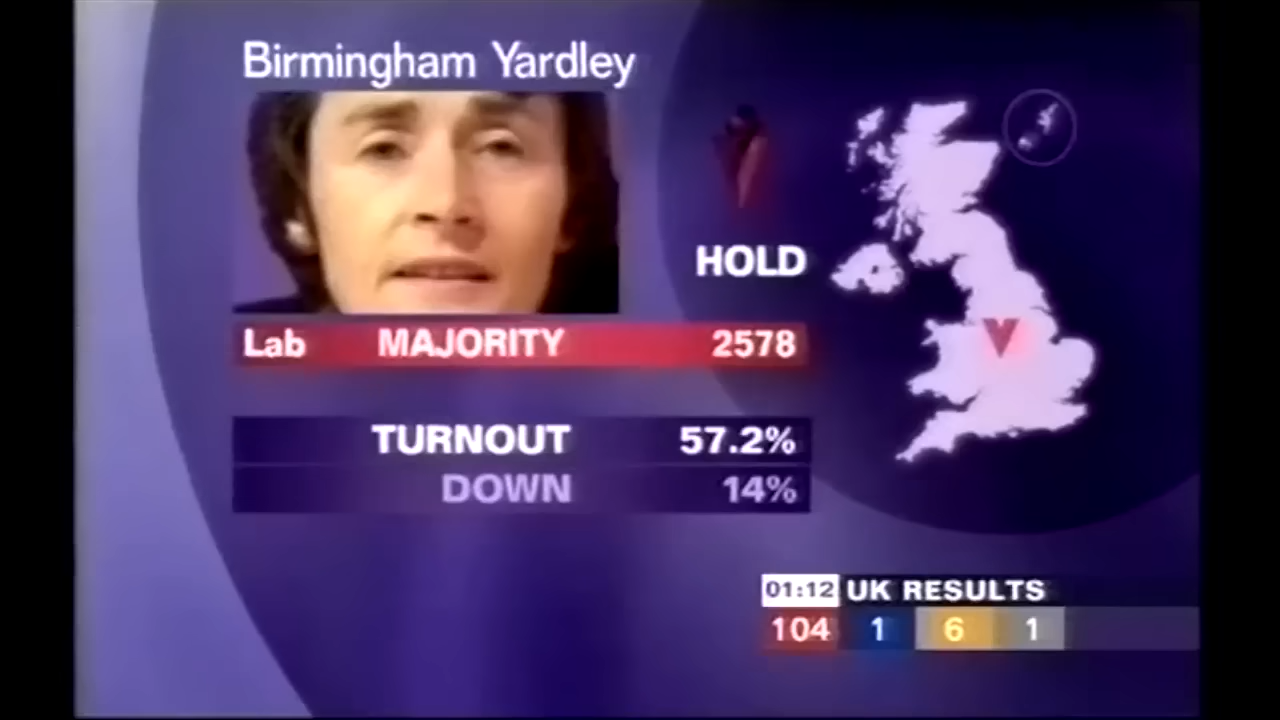 Birmingham Yardley
HOLD
Lab MAJORITY 2578
TURNOUT 57.2%
DOWN 14%
01:12 UK RESULTS
104 1 6 1